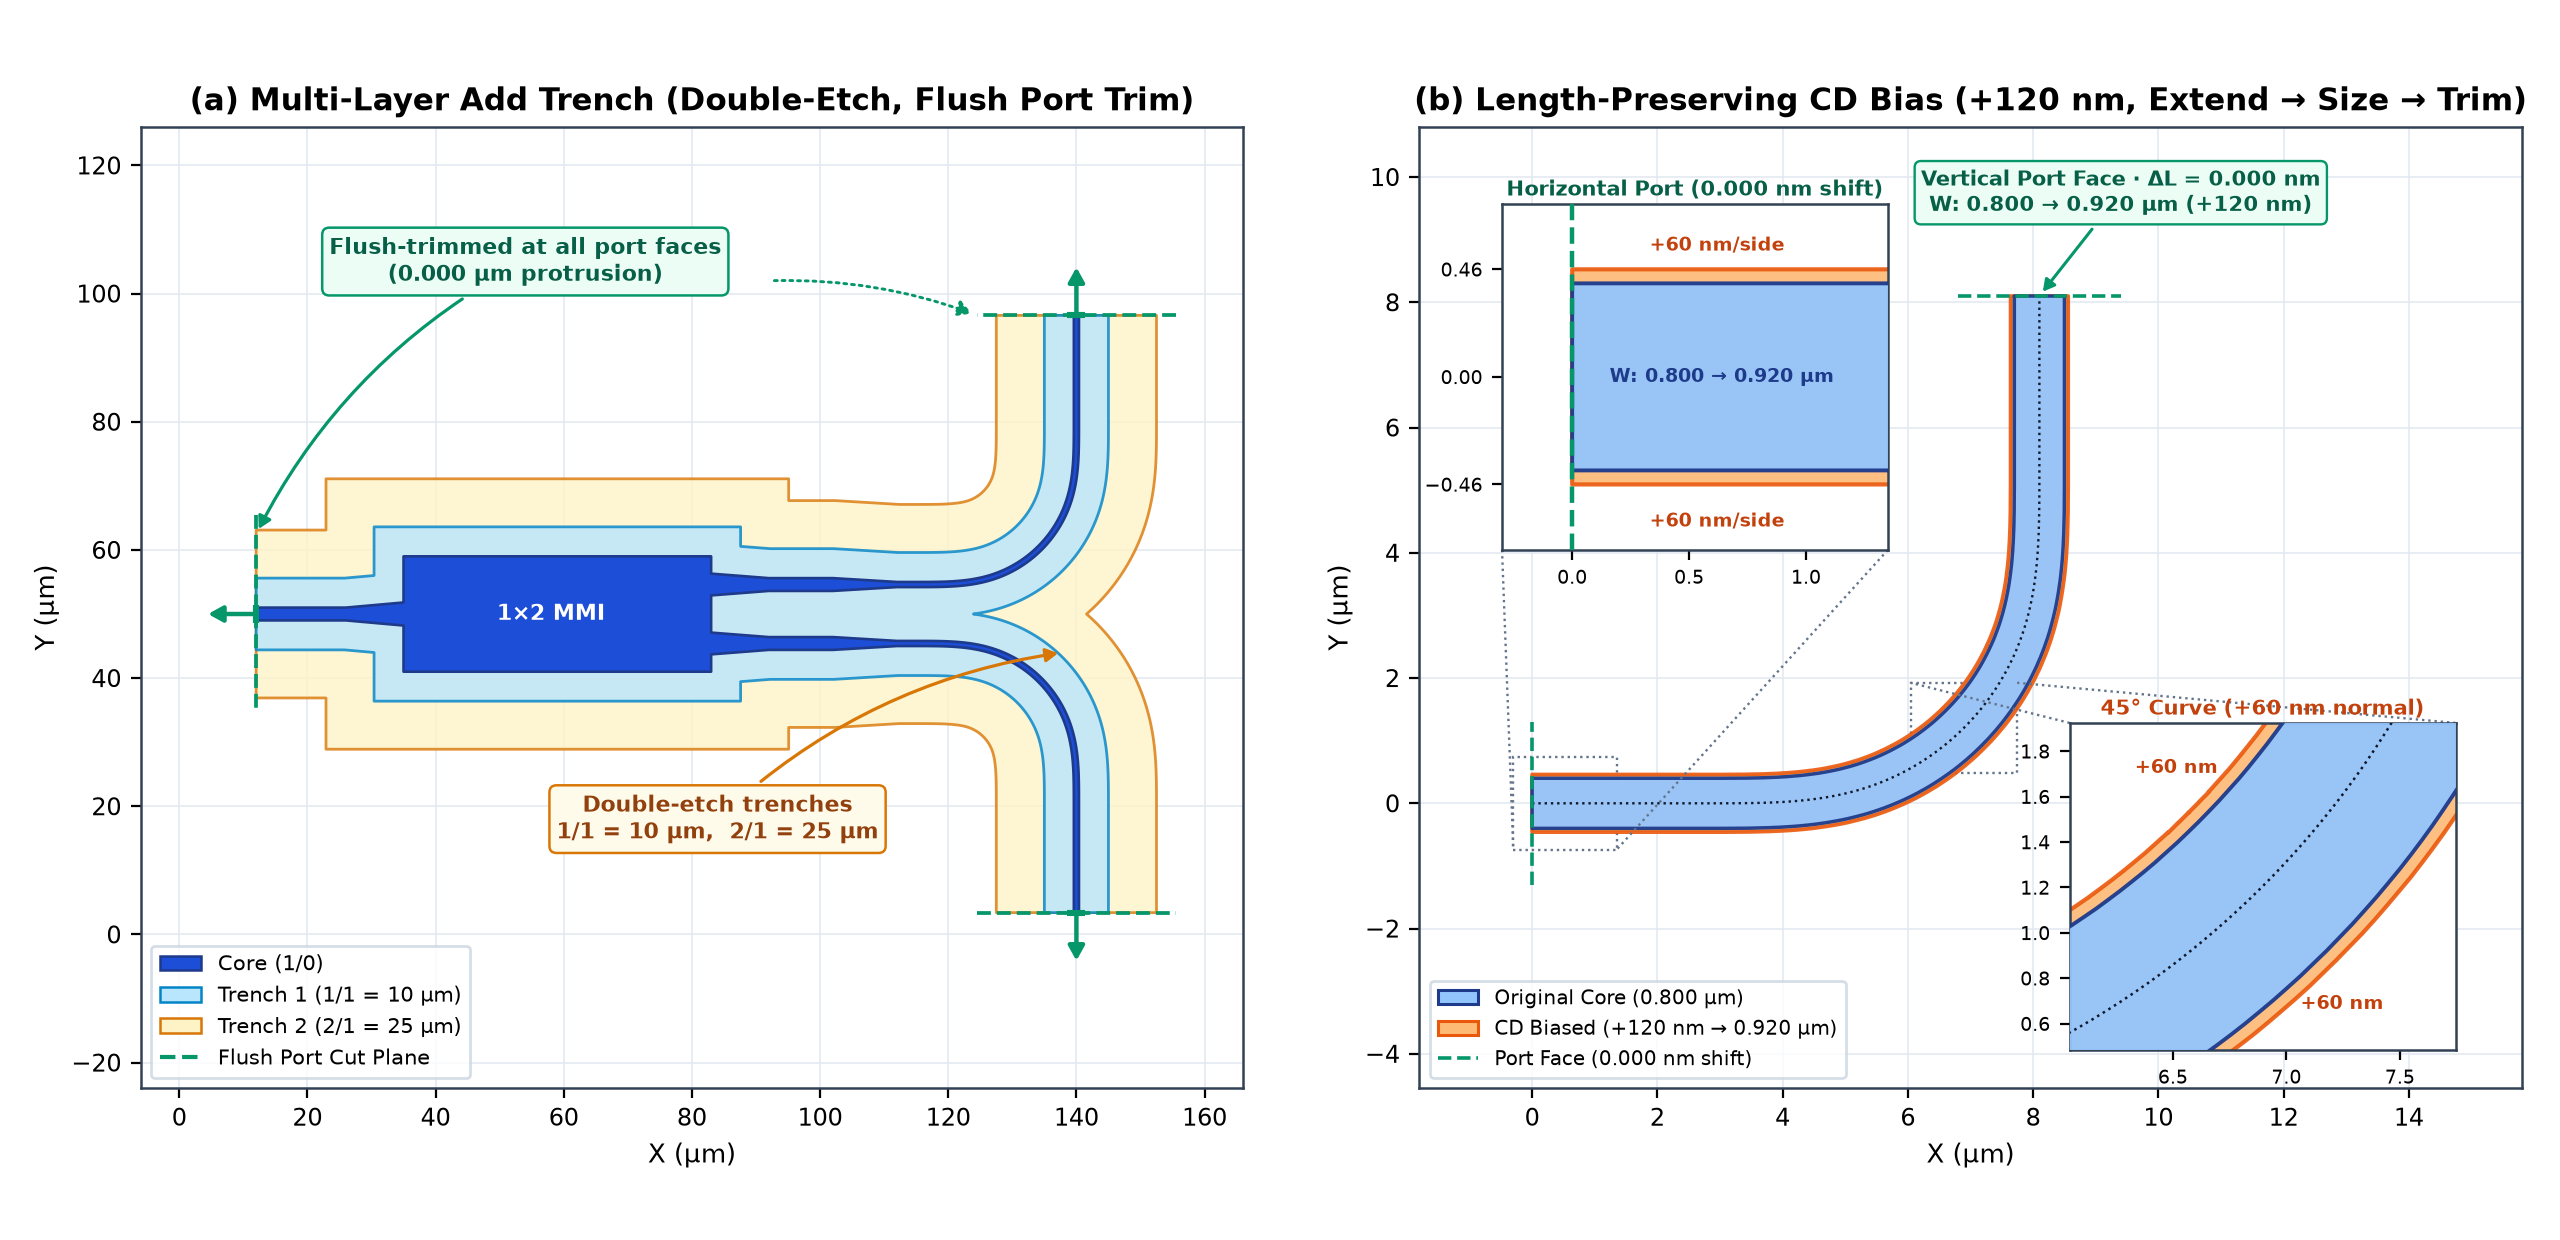 (a) Multi-Layer Add Trench (Double-Etch, Flush Port Trim)
120
100
80
60
40
20
0
−20
Y (µm)
Flush-trimmed at all port faces
(0.000 µm protrusion)
1×2 MMI
Double-etch trenches
1/1 = 10 µm,  2/1 = 25 µm
Core (1/0)
Trench 1 (1/1 = 10 µm)
Trench 2 (2/1 = 25 µm)
Flush Port Cut Plane
0 20 40 60 80 100 120 140 160
X (µm)
(b) Length-Preserving CD Bias (+120 nm, Extend → Size → Trim)
10
8
6
4
2
0
−2
−4
Y (µm)
Horizontal Port (0.000 nm shift)
+60 nm/side
0.46
0.00
−0.46
W: 0.800 → 0.920 µm
+60 nm/side
0.0 0.5 1.0
Vertical Port Face · ΔL = 0.000 nm
W: 0.800 → 0.920 µm (+120 nm)
45° Curve (+60 nm normal)
+60 nm
1.8
1.6
1.4
1.2
1.0
0.8
0.6
+60 nm
6.5 7.0 7.5
Original Core (0.800 µm)
CD Biased (+120 nm → 0.920 µm)
Port Face (0.000 nm shift)
0 2 4 6 8 10 12 14
X (µm)